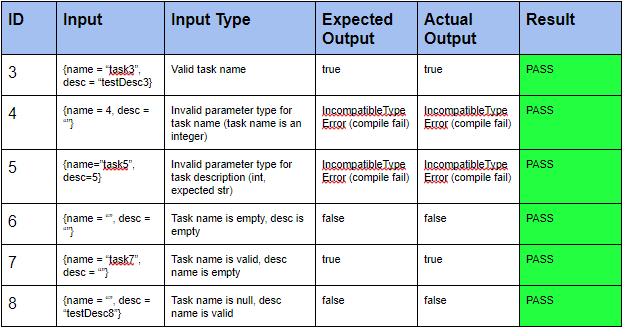 ID Input Input Type Expected Output Actual Output Result
3 {name = “task3”, desc = “testDesc3} Valid task name true true PASS
4 {name = 4, desc = “”} Invalid parameter type for task name (task name is an integer) IncompatibleType Error (compile fail) IncompatibleType Error (compile fail) PASS
5 {name=”task5”, desc=5} Invalid parameter type for task description (int, expected str) IncompatibleType Error (compile fail) IncompatibleType Error (compile fail) PASS
6 {name = “”, desc = “”} Task name is empty, desc is empty false false PASS
7 {name = “task7”, desc = “”} Task name is valid, desc name is empty true true PASS
8 {name = “”, desc = “testDesc8”} Task name is null, desc name is valid false false PASS